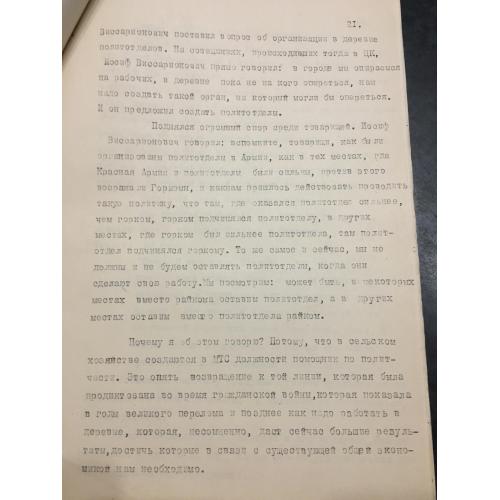 21.
Виссарионович поставил вопрос об организации в деревне
политотделов. На совещаниях, происходивших тогда в ЦК,
Иосиф Виссарионович прямо говорил: в городе мы опираемся
на рабочих, в деревне пока не на кого опереться, нам
надо создать такой орган, на который могли бы опереться.
И он предложил создать политотделы.
Поднялся огромный спор среди товарищей. Иосиф
Виссарионович говорил: вспомните, товарищи, как были
организованы политотделы в Армии, как в тех местах, где
Красная Армия и политотделы были сильны, против этого
возражали Горкомы, и нам пришлось действовать проводить
такую политику, что там, где оказался политотдел сильнее,
чем горком, горком подчинялся политотделу, в других
местах, где горком был сильнее политотдела, там полит-
отдел подчинялся горкому. То же самое и сейчас, мы не
должны и не будем оставлять политотделы, когда они
сделают свою работу.Мы посмотрим: может быть, в некоторых
местах вместо райкома оставим политотдел, а в других
местах оставим вместо политотдела райком.
Почему я об этом говорю? Потому, что в сельском
хозяйстве создаются в МТС должности помощник по полит-
части. Это опять возвращение к той линии, которая была
продиктована во время гражданской войны,которая показала
в годы великого перелома и позднее как надо работать в
деревне, которая, несомненно, даст сейчас большие резуль-
таты,достичь которые в связи с существующей общей эконо-
микой нам необходимо.